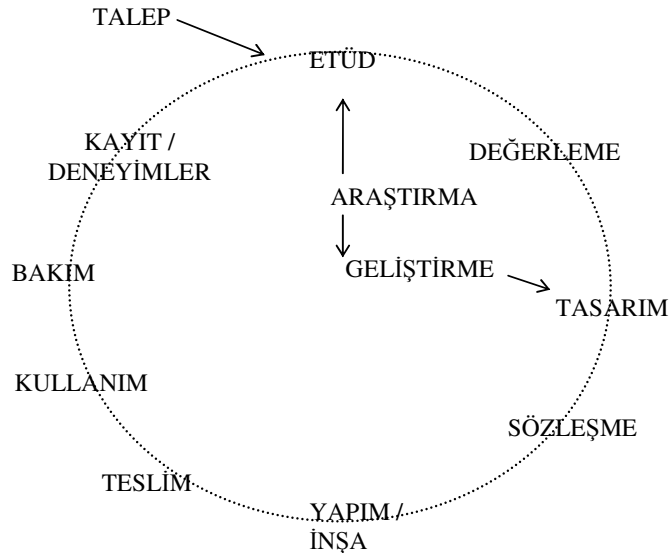 TALEP
ETÜD
KAYIT /
DENEYİMLER
DEĞERLEME
ARAŞTIRMA
GELİŞTİRME
BAKIM
TASARIM
KULLANIM
SÖZLEŞME
TESLİM
YAPIM /
İNŞA